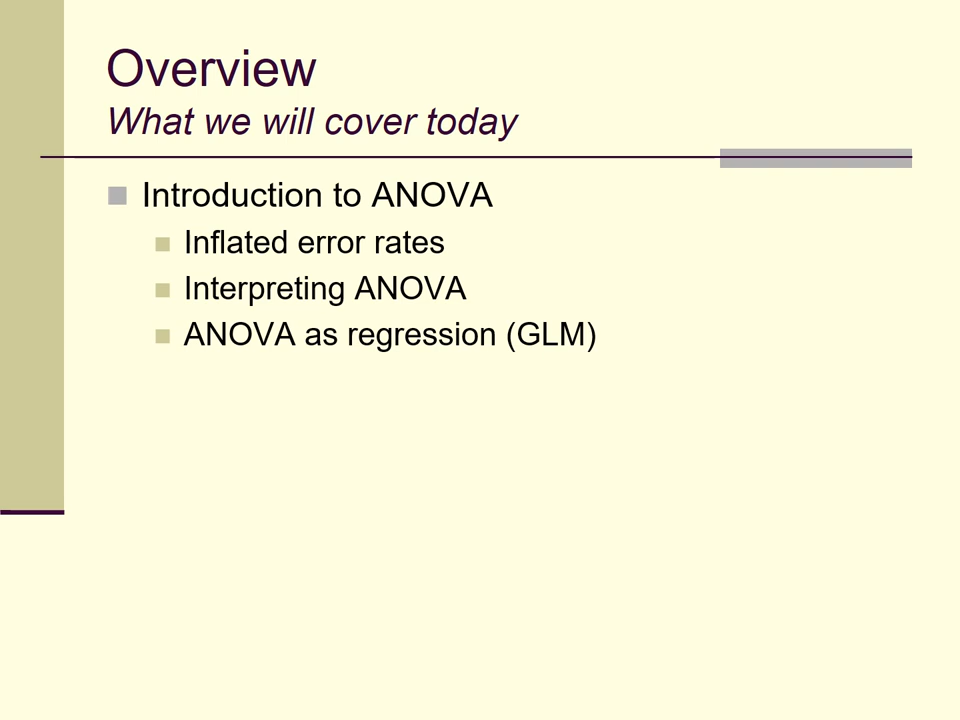 Overview
What we will cover today
Introduction to ANOVA
Inflated error rates
Interpreting ANOVA
ANOVA as regression (GLM)